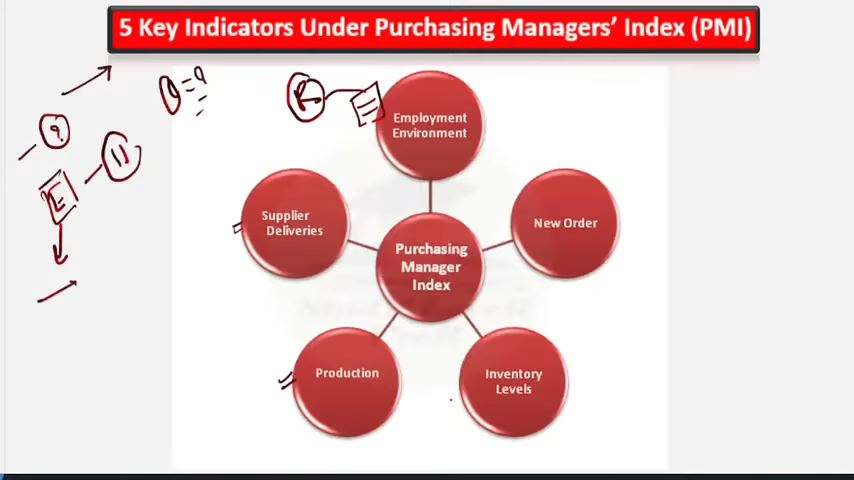 5 Key Indicators Under Purchasing Managers' Index (PMI)
Employment
Environment
Supplier
Deliveries
New Order
Purchasing
Manager
Index
Production
Inventory
Levels